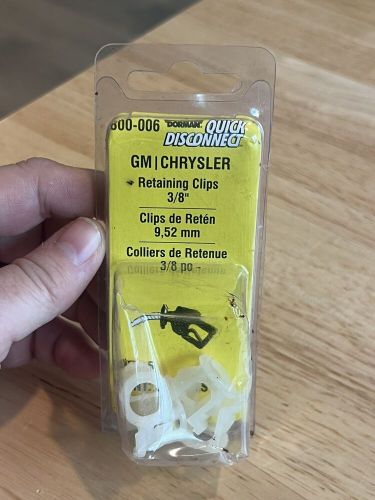 800-006 DORMAN QUICK
DISCONNECT
GM|CHRYSLER
Retaining Clips
3/8"
Clips de Retén
9,52 mm
Colliers de Retenue
3/8 po